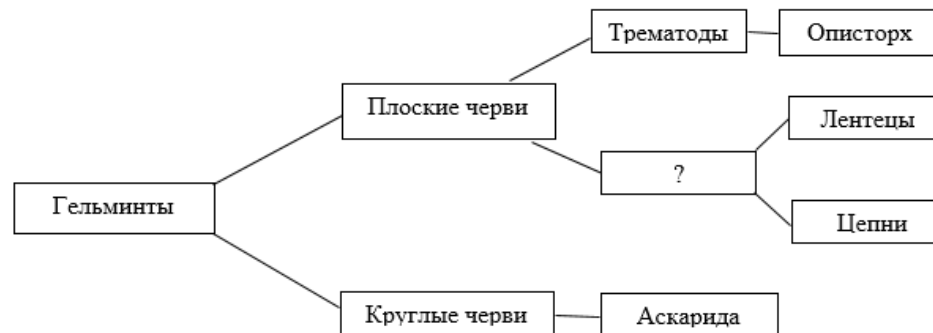 Трематоды
Описторх
Плоские черви
Лентецы
?
Гельминты
Цепни
Круглые черви
Аскарида